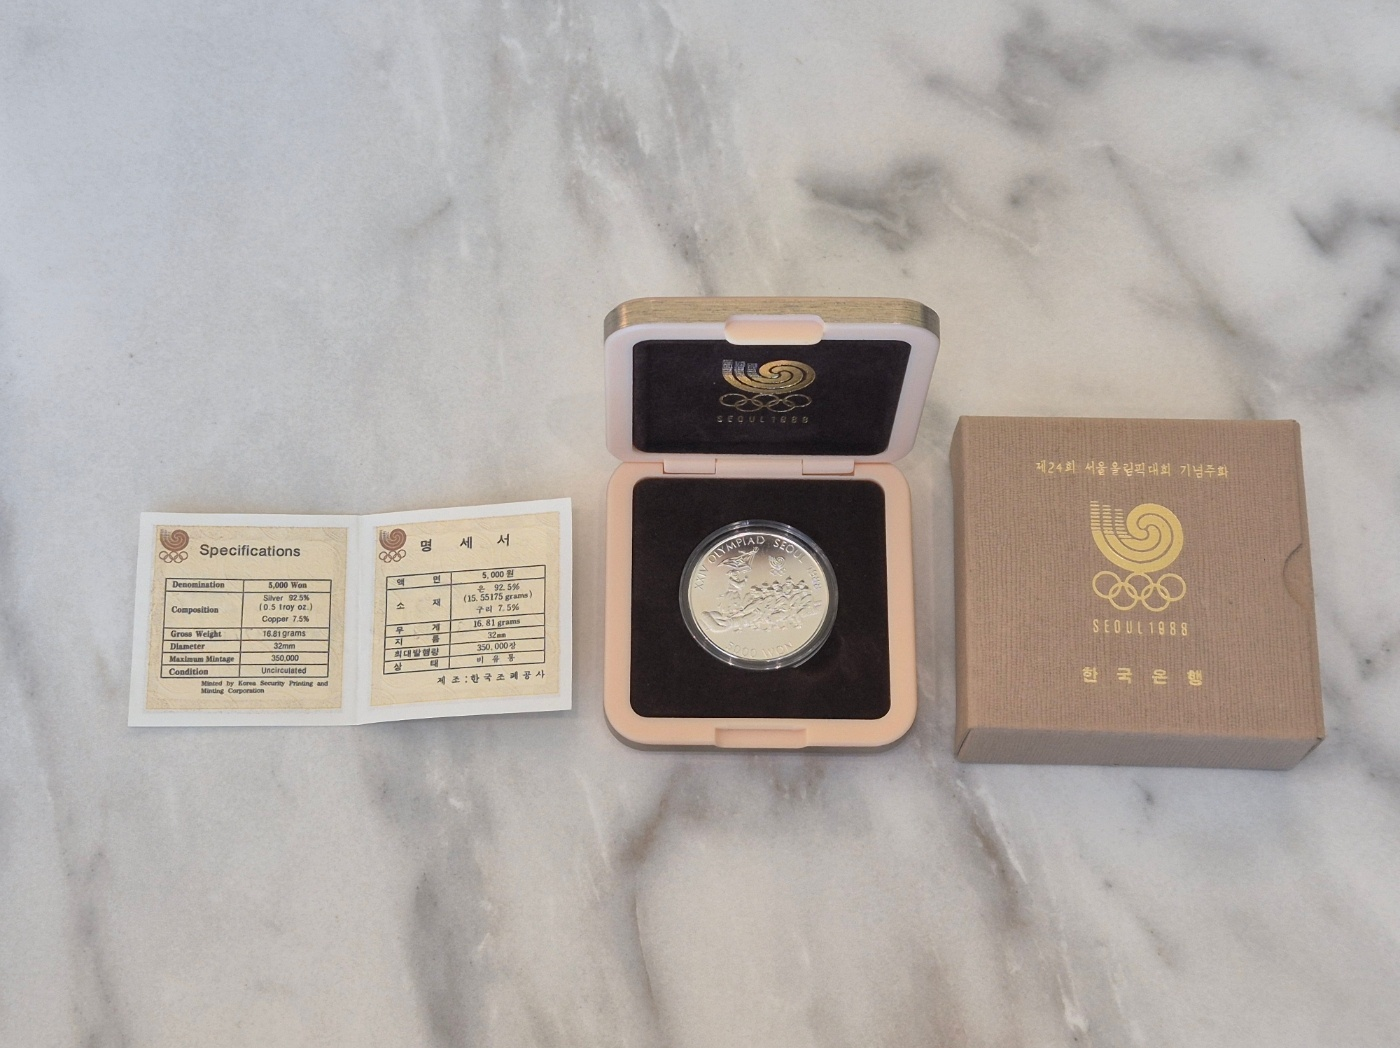 Specifications
Denomination 5,000 Won
Composition Silver 92.5%
(0.5 troy oz.)
Copper 7.5%
Gross Weight 16.81 grams
Diameter 32mm
Maximum Mintage 350,000
Condition Uncirculated
Minted by Korea Security Printing and
Minting Corporation
명 세 서
액 면 5,000원
소 재 은 92.5%
(15.55175 grams)
구리 7.5%
무 게 16.81 grams
지 름 32mm
최대발행량 350,000장
상 태 미 유 통
제 조:한국조폐공사
SEOUL 1988
XXIV OLYMPIAD SEOUL 1988
5000 WON
제24회 서울올림픽대회 기념주화
SEOUL 1988
한국은행